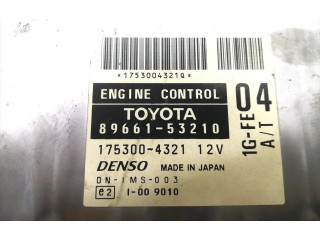 *1753004321Q*
ENGINE CONTROL
TOYOTA
89661-53210
175300-4321 12V
DENSO MADE IN JAPAN
DN-IMS-003
e2 I-00 9010
1G-FE 04
A/T